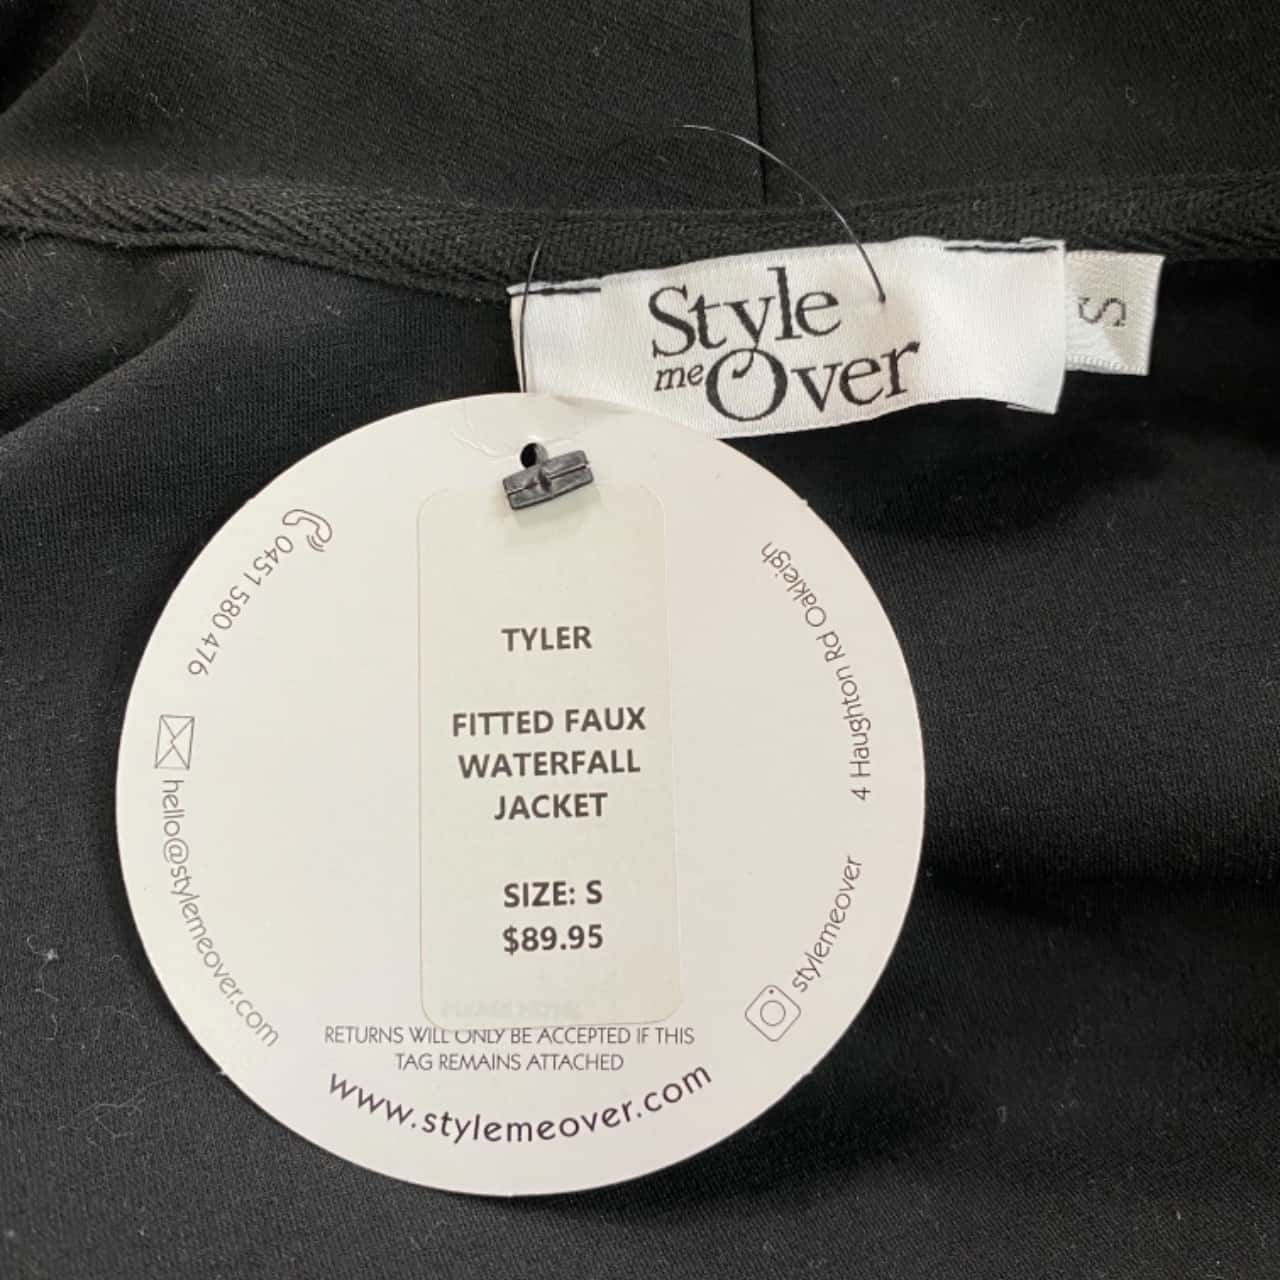 Style
me Over
S
0451 580 476
hello@stylemeover.com
4 Haughton Rd Oakleigh
stylemeover
TYLER
FITTED FAUX
WATERFALL
JACKET
SIZE: S
$89.95
RETURNS WILL ONLY BE ACCEPTED IF THIS
TAG REMAINS ATTACHED
www.stylemeover.com